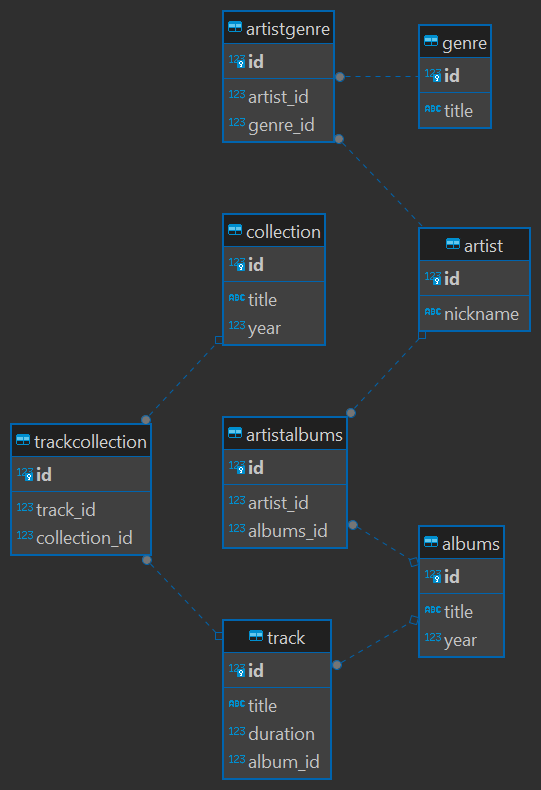 artistgenre
123 id
123 artist_id
123 genre_id
genre
123 id
ABC title
collection
123 id
ABC title
123 year
artist
123 id
ABC nickname
trackcollection
123 id
123 track_id
123 collection_id
artistalbums
123 id
123 artist_id
123 albums_id
albums
123 id
ABC title
123 year
track
123 id
ABC title
123 duration
123 album_id